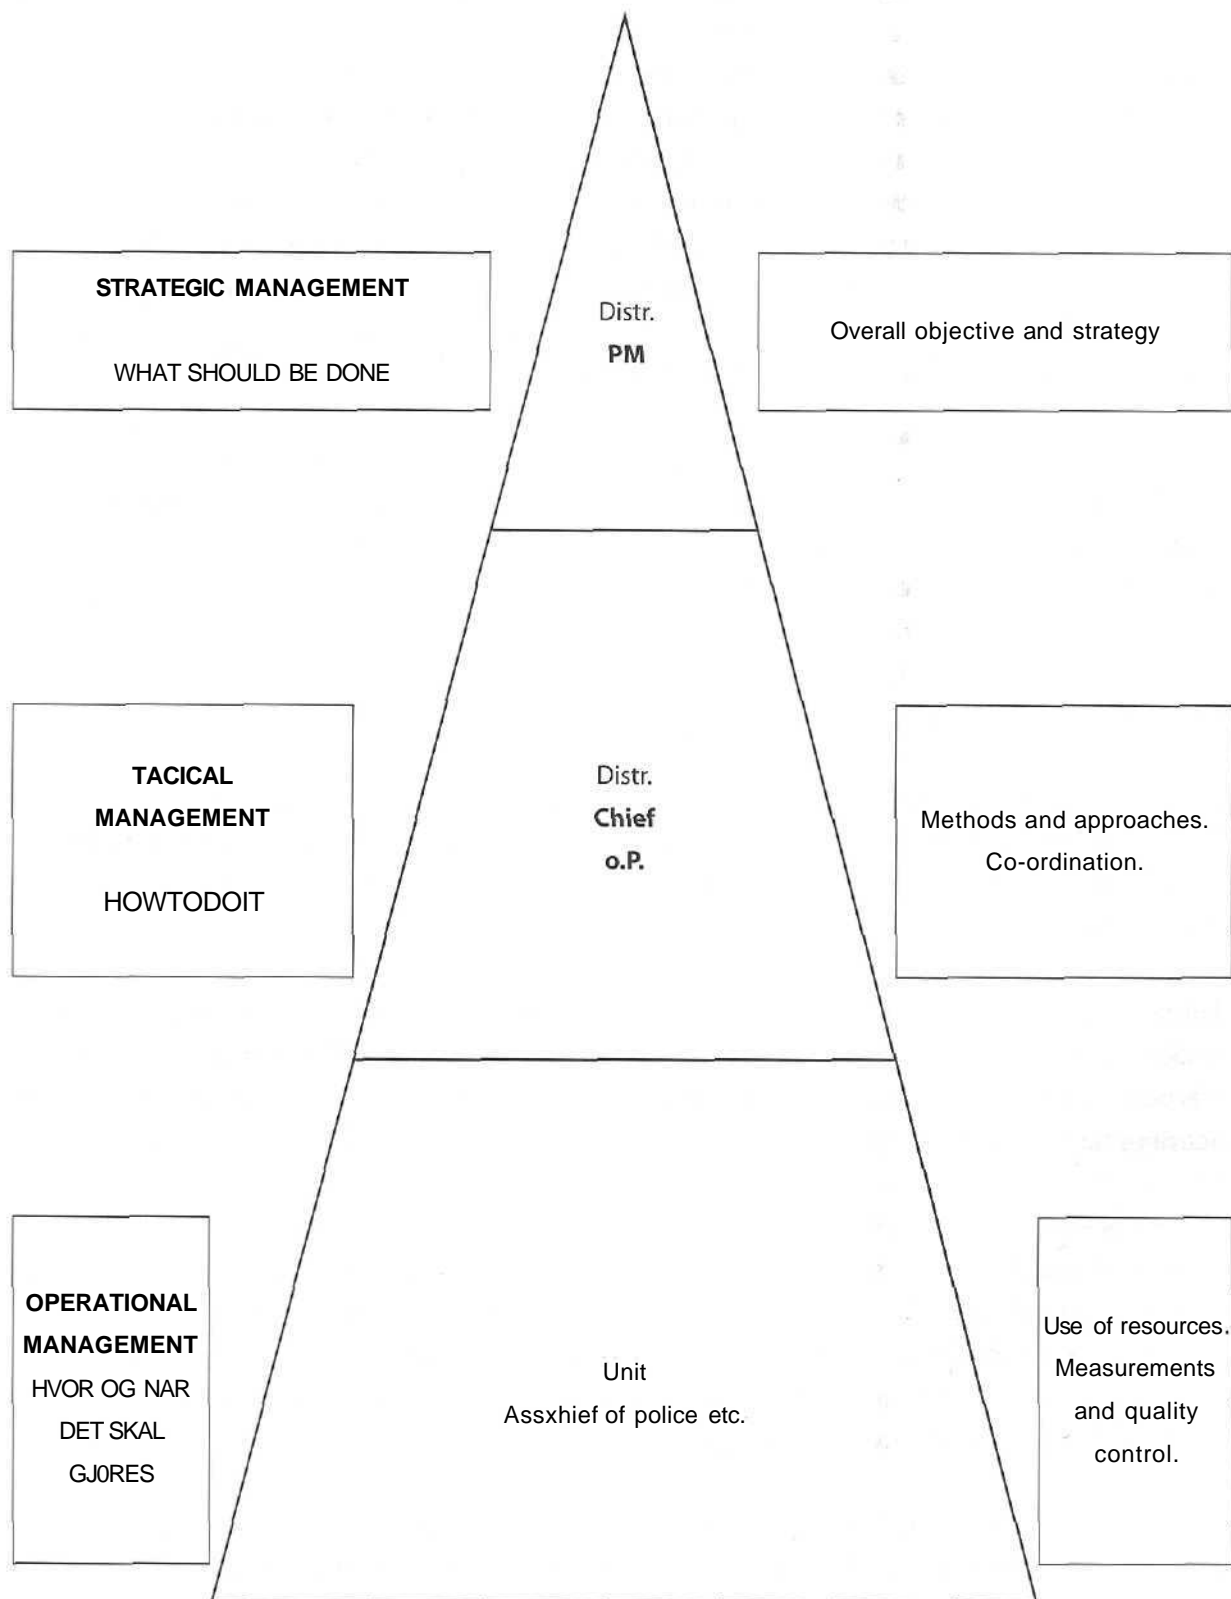 STRATEGIC MANAGEMENT
WHAT SHOULD BE DONE
Distr.
PM
Overall objective and strategy
TACICAL
MANAGEMENT
HOWTODOIT
Distr.
Chief
o.P.
Methods and approaches.
Co-ordination.
OPERATIONAL
MANAGEMENT
HVOR OG NAR
DET SKAL
GJ0RES
Unit
Assxhief of police etc.
Use of resources.
Measurements
and quality
control.